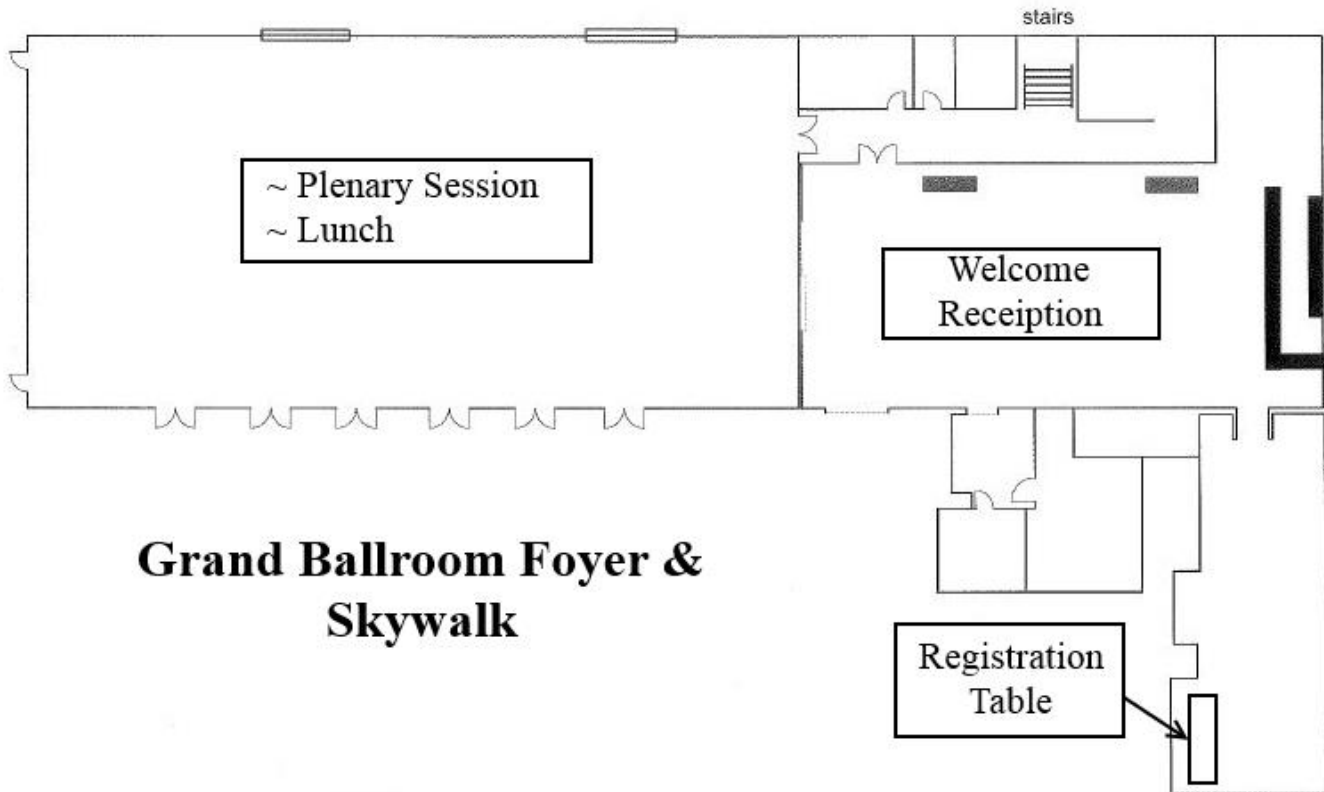 stairs
~ Plenary Session
~ Lunch
Welcome
Receiption
Grand Ballroom Foyer &
Skywalk
Registration
Table